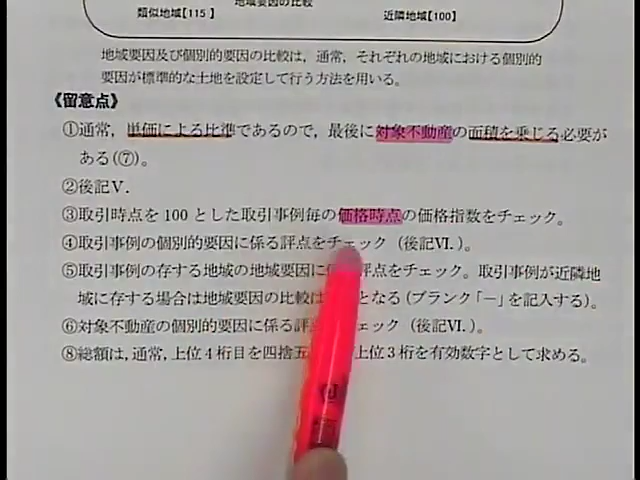 地域要因の比較
類似地域【115】
近隣地域【100】
地域要因及び個別的要因の比較は，通常，それぞれの地域における個別的
要因が標準的な土地を設定して行う方法を用いる。
《留意点》
①通常，単価による比準であるので，最後に対象不動産の面積を乗じる必要が
ある(⑦)。
②後記Ⅴ.
③取引時点を 100 とした取引事例毎の価格時点の価格指数をチェック。
④取引事例の個別的要因に係る評点をチェック（後記Ⅵ.）。
⑤取引事例の存する地域の地域要因に 評点をチェック。取引事例が近隣地
域に存する場合は地域要因の比較は となる（ブランク「－」を記入する）。
⑥対象不動産の個別的要因に係る評点 ェック（後記Ⅵ.）。
⑧総額は，通常，上位４桁目を四捨五 上位３桁を有効数字として求める。